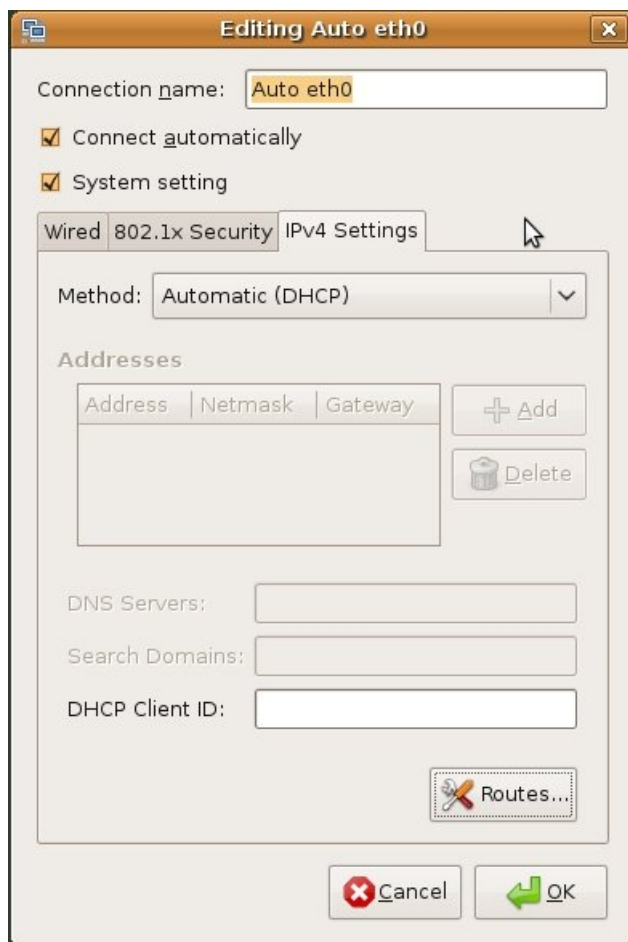 Editing Auto eth0
Connection name: Auto eth0
Connect automatically
System setting
Wired 802.1x Security IPv4 Settings
Method: Automatic (DHCP)
Addresses
Address Netmask Gateway
Add
Delete
DNS Servers:
Search Domains:
DHCP Client ID:
Routes...
Cancel OK